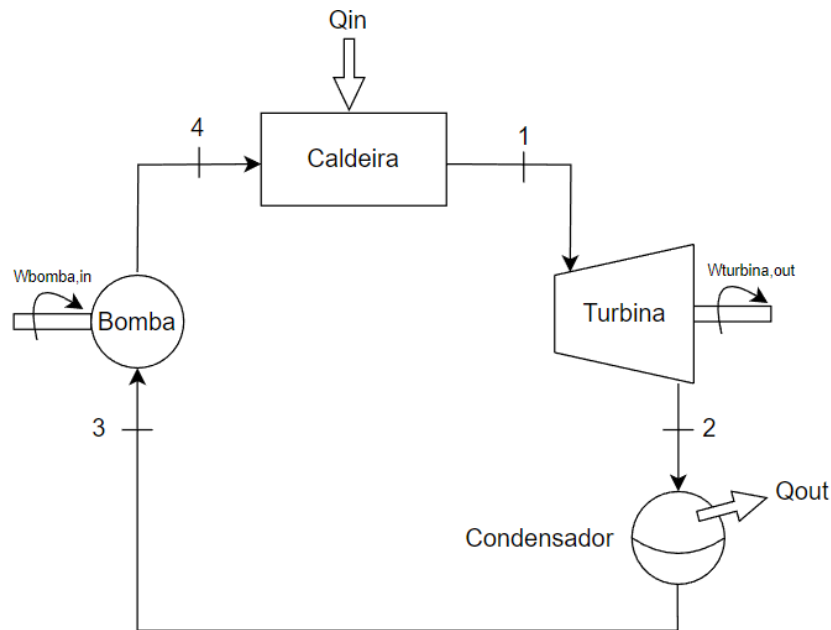 Qin
4
Caldeira
1
Wbomba,in
Bomba
Turbina
Wturbina,out
3
2
Qout
Condensador